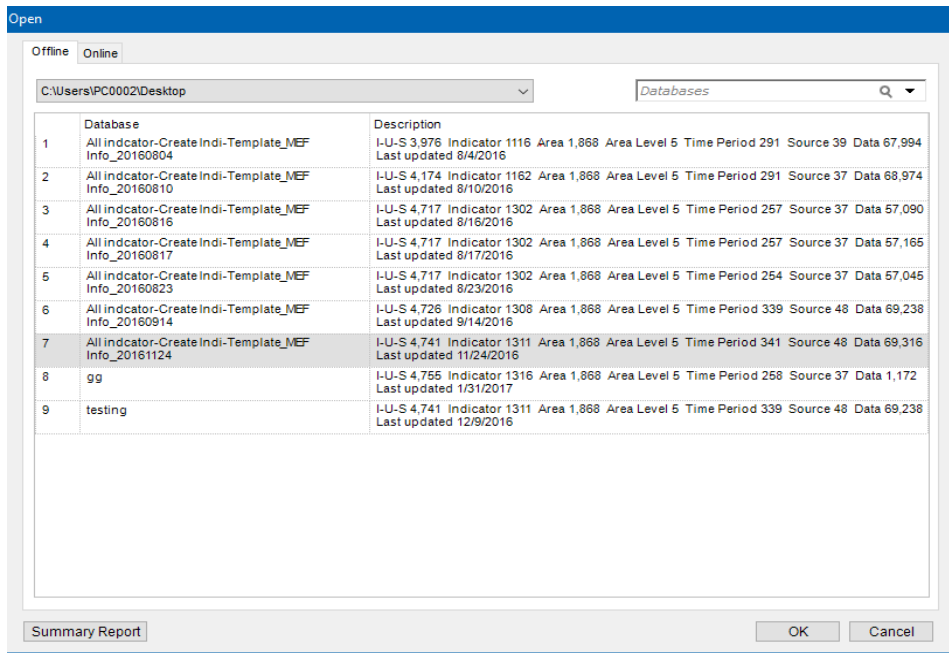 Open
Offline Online
C:\Users\PC0002\Desktop Databases
Database Description
1 All indcator-Create Indi-Template_MEF I-U-S 3,976 Indicator 1116 Area 1,868 Area Level 5 Time Period 291 Source 39 Data 67,994
Info_20160804 Last updated 8/4/2016
2 All indcator-Create Indi-Template_MEF I-U-S 4,174 Indicator 1162 Area 1,868 Area Level 5 Time Period 291 Source 37 Data 68,974
Info_20160810 Last updated 8/10/2016
3 All indcator-Create Indi-Template_MEF I-U-S 4,717 Indicator 1302 Area 1,868 Area Level 5 Time Period 257 Source 37 Data 57,090
Info_20160816 Last updated 8/16/2016
4 All indcator-Create Indi-Template_MEF I-U-S 4,717 Indicator 1302 Area 1,868 Area Level 5 Time Period 257 Source 37 Data 57,165
Info_20160817 Last updated 8/17/2016
5 All indcator-Create Indi-Template_MEF I-U-S 4,717 Indicator 1302 Area 1,868 Area Level 5 Time Period 254 Source 37 Data 57,045
Info_20160823 Last updated 8/23/2016
6 All indcator-Create Indi-Template_MEF I-U-S 4,726 Indicator 1308 Area 1,868 Area Level 5 Time Period 339 Source 48 Data 69,238
Info_20160914 Last updated 9/14/2016
7 All indcator-Create Indi-Template_MEF I-U-S 4,741 Indicator 1311 Area 1,868 Area Level 5 Time Period 341 Source 48 Data 69,316
Info_20161124 Last updated 11/24/2016
8 gg I-U-S 4,755 Indicator 1316 Area 1,868 Area Level 5 Time Period 258 Source 37 Data 1,172
Last updated 1/31/2017
9 testing I-U-S 4,741 Indicator 1311 Area 1,868 Area Level 5 Time Period 339 Source 48 Data 69,238
Last updated 12/9/2016
Summary Report OK Cancel